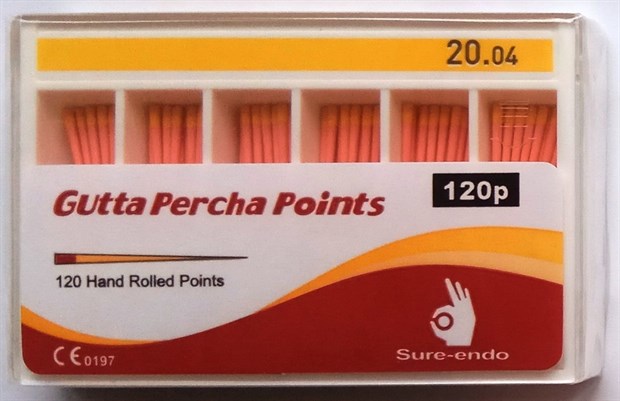 20.04
Gutta Percha Points
120p
120 Hand Rolled Points
CE 0197
Sure-endo